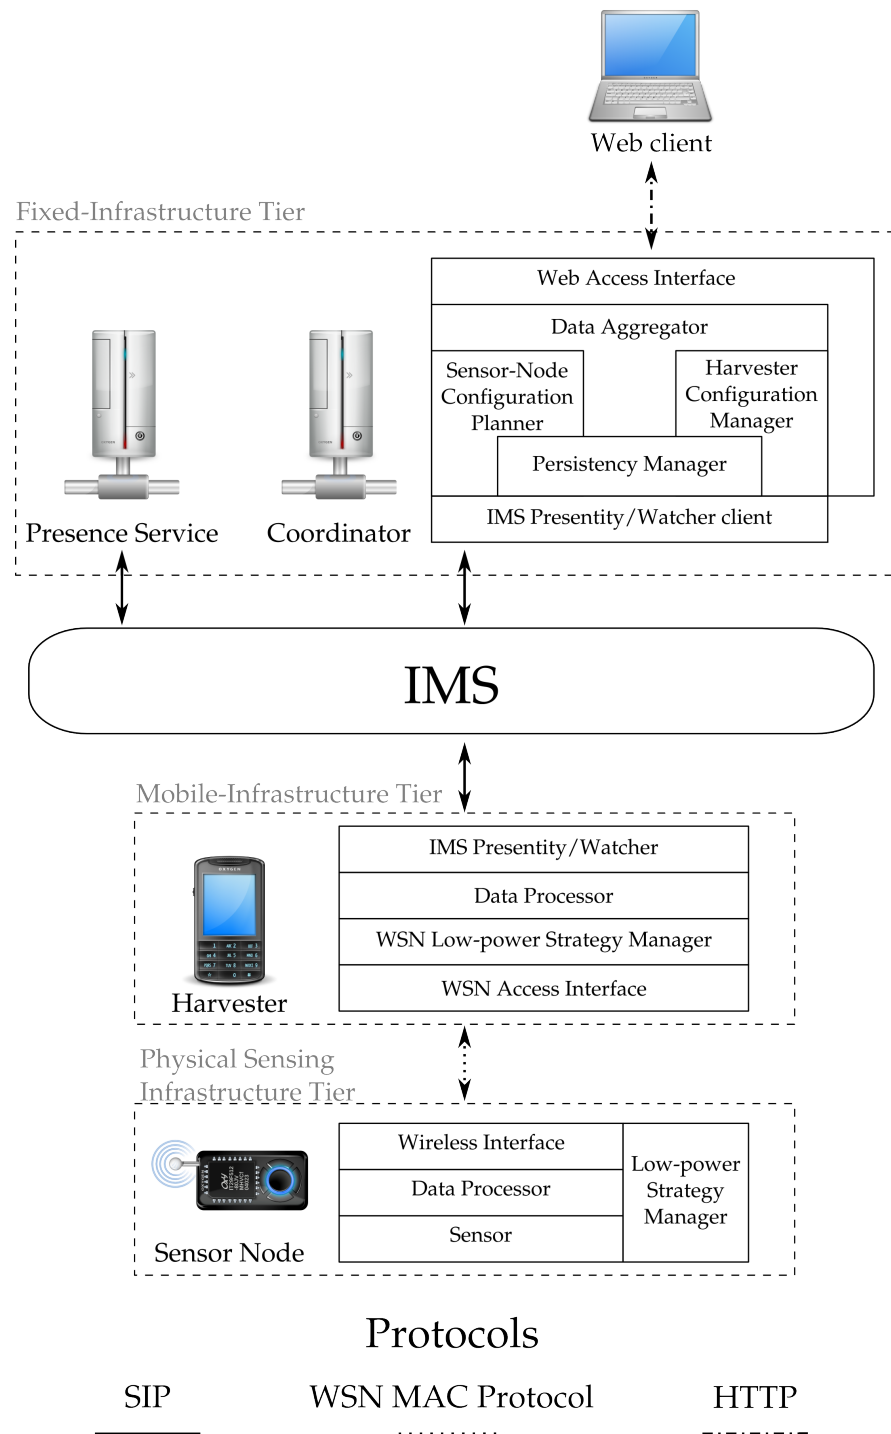 Web client
Fixed-Infrastructure Tier
Web Access Interface
Data Aggregator
Sensor-Node
Configuration
Planner
Harvester
Configuration
Manager
Persistency Manager
IMS Presentity/Watcher client
Presence Service
Coordinator
IMS
Mobile-Infrastructure Tier
IMS Presentity/Watcher
Data Processor
WSN Low-power Strategy Manager
WSN Access Interface
Harvester
Physical Sensing
Infrastructure Tier
Wireless Interface
Data Processor
Sensor
Low-power
Strategy
Manager
Sensor Node
Protocols
SIP
WSN MAC Protocol
HTTP